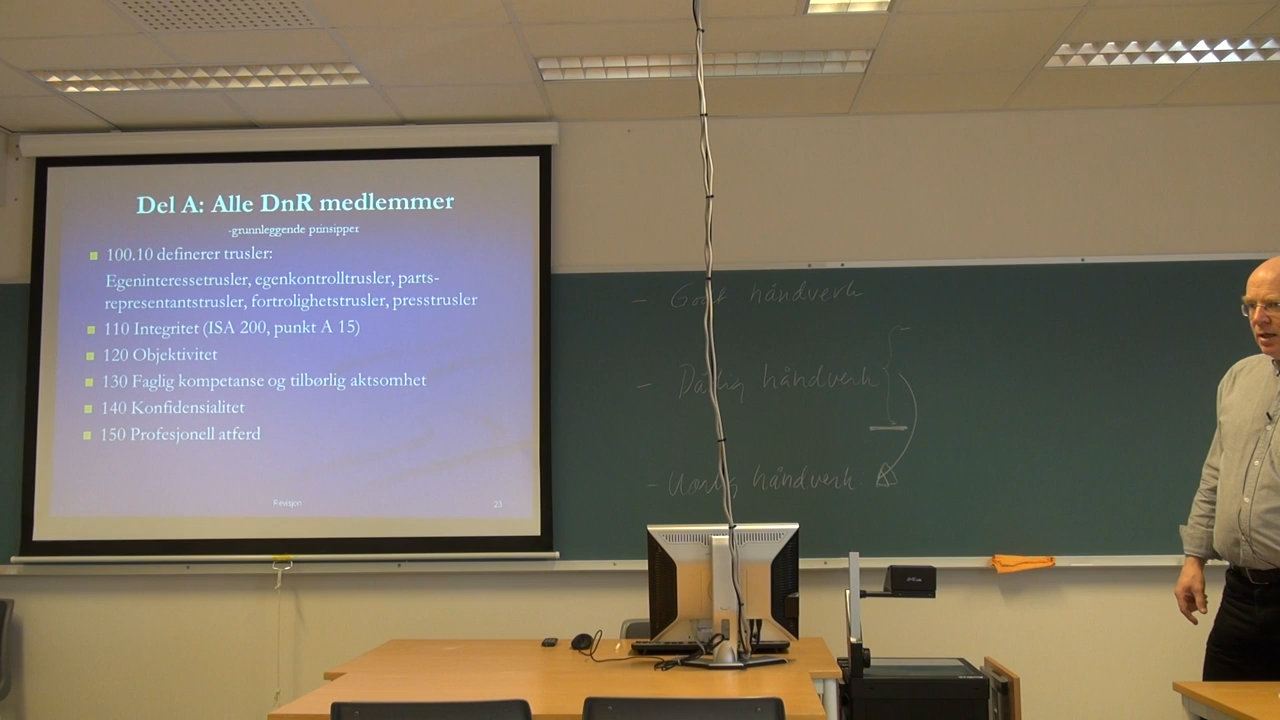 Del A: Alle DnR medlemmer
-grunnleggende prinsipper
100.10 definerer trusler:
Egeninteressetrusler, egenkontrolltrusler, parts-
representantstrusler, fortrolighetstrusler, presstrusler
110 Integritet (ISA 200, punkt A 15)
120 Objektivitet
130 Faglig kompetanse og tilbørlig aktsomhet
140 Konfidensialitet
150 Profesjonell atferd
Revisjon
23
- Godt håndverk
- Dårlig håndverk
- Uærlig håndverk